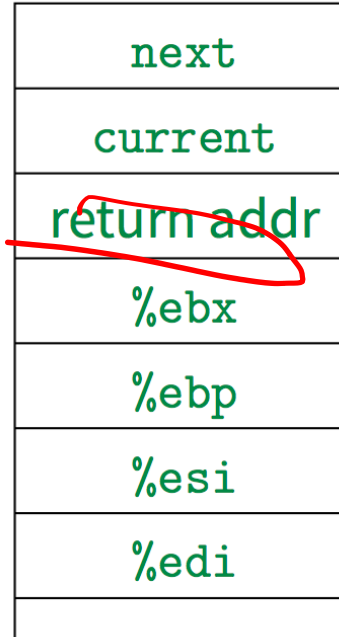 next
current
return addr
%ebx
%ebp
%esi
%edi